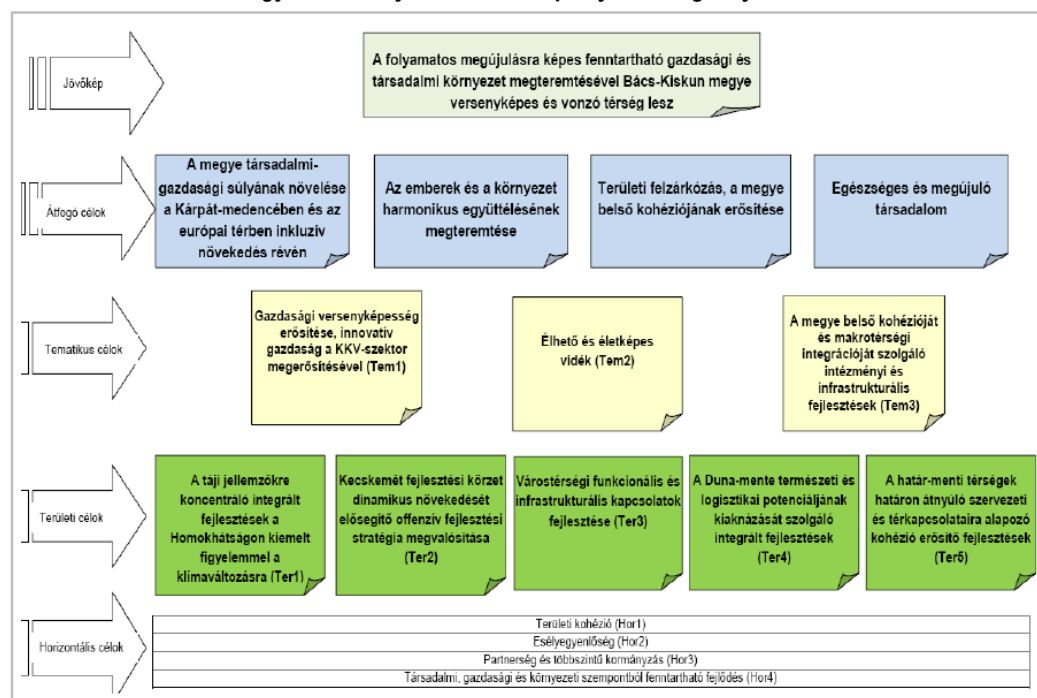 Jövőkép
A folyamatos megújulásra képes fenntartható gazdasági és
társadalmi környezet megteremtésével Bács-Kiskun megye
versenyképes és vonzó térség lesz
Átfogó célok
A megye társadalmi-
gazdasági súlyának növelése
a Kárpát-medencében és az
európai térben inkluzív
növekedés révén
Az emberek és a környezet
harmonikus együttélésének
megteremtése
Területi felzárkózás, a megye
belső kohéziójának erősítése
Egészséges és megújuló
társadalom
Tematikus célok
Gazdasági versenyképesség
erősítése, innovatív
gazdaság a KKV-szektor
megerősítésével (Tem1)
Élhető és életképes
vidék (Tem2)
A megye belső kohézióját
és makrotérségi
integrációját szolgáló
intézményi és
infrastrukturális
fejlesztések (Tem3)
Területi célok
A táji jellemzőkre
koncentráló integrált
fejlesztések a
Homokhátságon kiemelt
figyelemmel a
klímaváltozásra (Ter1)
Kecskemét fejlesztési körzet
dinamikus növekedését
elősegítő offenzív fejlesztési
stratégia megvalósítása
(Ter2)
Várostérségi funkcionális és
infrastrukturális kapcsolatok
fejlesztése (Ter3)
A Duna-mente természeti és
logisztikai potenciáljának
kiaknázását szolgáló
integrált fejlesztések
(Ter4)
A határ-menti térségek
határon átnyúló szervezeti
és térkapcsolataira alapozó
kohézió erősítő
fejlesztések (Ter5)
Horizontális célok
Területi kohézió (Hor1)
Esélyegyenlőség (Hor2)
Partnerség és többszintű kormányzás (Hor3)
Társadalmi, gazdasági és környezeti szempontból fenntartható fejlődés (Hor4)